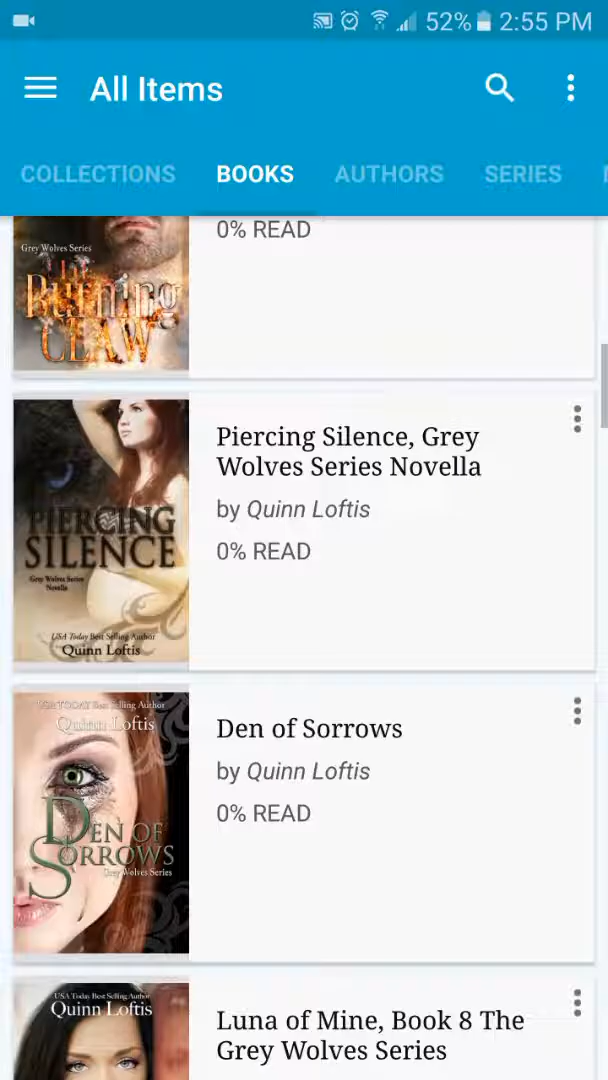 52% 2:55 PM
All Items
COLLECTIONS BOOKS AUTHORS SERIES
0% READ
Grey Wolves Series
The
Burning
CLAW
Piercing Silence, Grey
Wolves Series Novella
by Quinn Loftis
0% READ
PIERCING
SILENCE
Grey Wolves Series
Novella
USA Today Best Selling Author
Quinn Loftis
Den of Sorrows
by Quinn Loftis
0% READ
USA TODAY Best Selling Author
Quinn Loftis
DEN OF
SORROWS
Grey Wolves Series
Luna of Mine, Book 8 The
Grey Wolves Series
USA Today Best Selling Author
Quinn Loftis